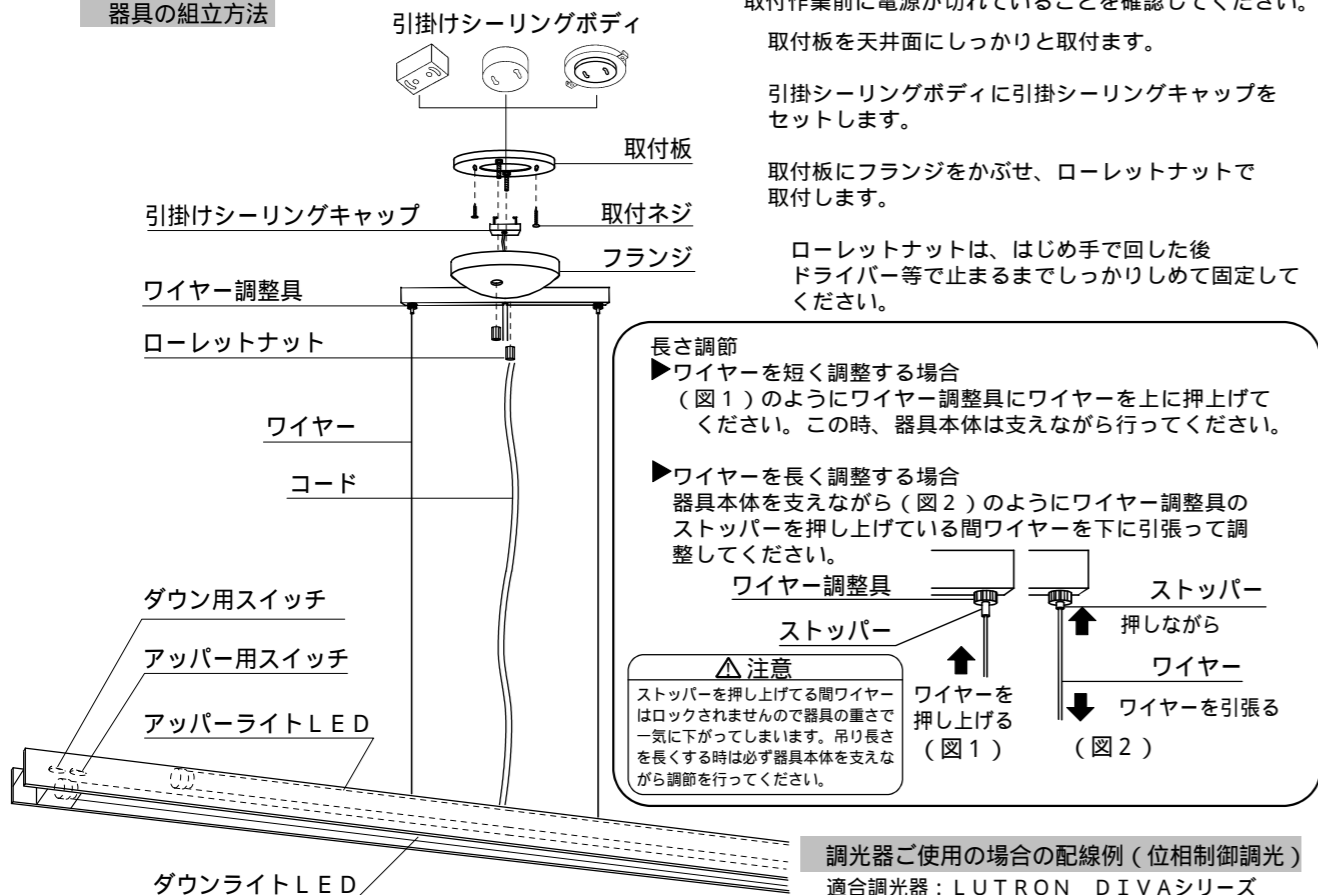 器具の組立方法
引掛けシーリングボディ
取付板
引掛けシーリングキャップ
取付ネジ
フランジ
ワイヤー調整具
ローレットナット
ワイヤー
コード
ダウン用スイッチ
アッパー用スイッチ
アッパーライトＬＥＤ
ダウンライトＬＥＤ
取付作業前に電源が切れていることを確認してください。
取付板を天井面にしっかりと取付ます。
引掛シーリングボディに引掛シーリングキャップを
セットします。
取付板にフランジをかぶせ、ローレットナットで
取付します。
ローレットナットは、はじめ手で回した後
ドライバー等で止まるまでしっかりしめて固定して
ください。
長さ調節
▶ワイヤーを短く調整する場合
（図１）のようにワイヤー調整具にワイヤーを上に押上げて
ください。この時、器具本体は支えながら行ってください。
▶ワイヤーを長く調整する場合
器具本体を支えながら（図２）のようにワイヤー調整具の
ストッパーを押し上げている間ワイヤーを下に引張って調
整してください。
ワイヤー調整具
ストッパー
ワイヤーを
押し上げる
（図１）
ストッパー
押しながら
ワイヤー
ワイヤーを引張る
（図２）
⚠注意
ストッパーを押し上げてる間ワイヤー
はロックされませんので器具の重さで
一気に下がってしまいます。吊り長さ
を長くする時は必ず器具本体を支えな
がら調節を行ってください。
調光器ご使用の場合の配線例（位相制御調光）
適合調光器：ＬＵＴＲＯＮ　ＤＩＶＡシリーズ